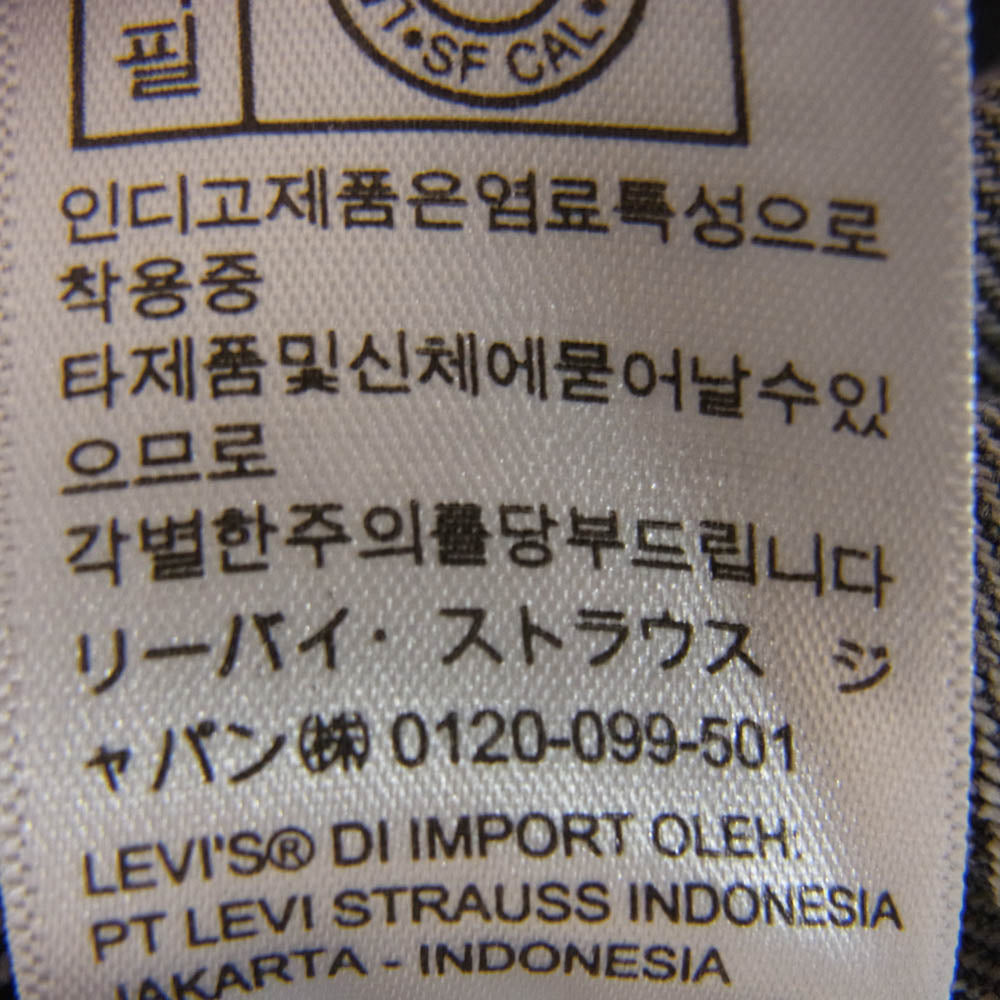 필
SF CAL
인디고제품은염료특성으로
착용중
타제품및신체에묻어날수있
으므로
각별한주의를당부드립니다
リーバイ・ ストラウス ジ
ャパン㈱ 0120-099-501
LEVI'S® DI IMPORT OLEH:
PT LEVI STRAUSS INDONESIA
JAKARTA - INDONESIA